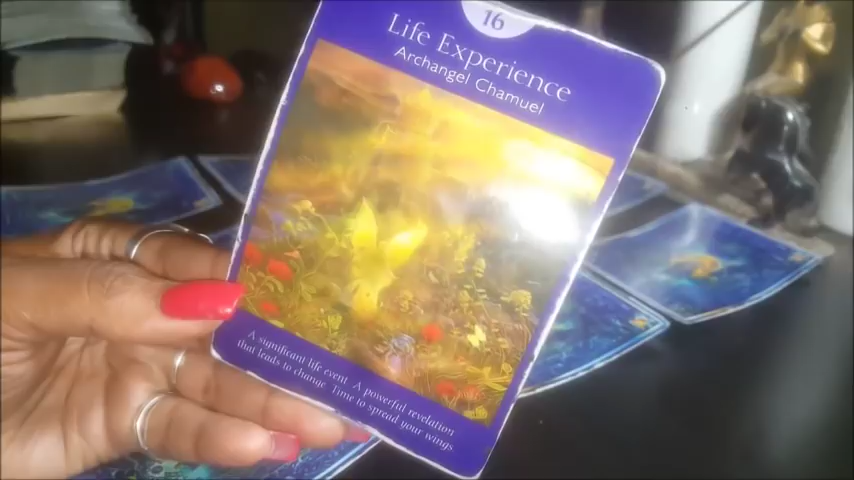 16
Life Experience
Archangel Chamuel
A significant life event A powerful revelation
that leads to change Time to spread your wings